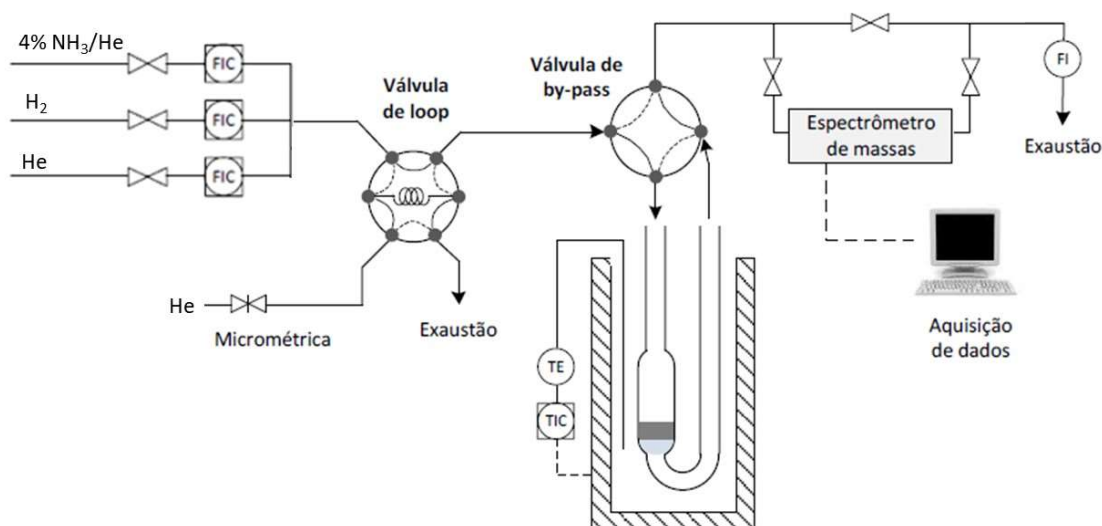 4% NH₃/He
FIC
H₂
FIC
He
FIC
Válvula
de loop
Válvula de
by-pass
FI
Espectrômetro
de massas
Exaustão
He
Micrométrica
Exaustão
TE
TIC
Aquisição
de dados